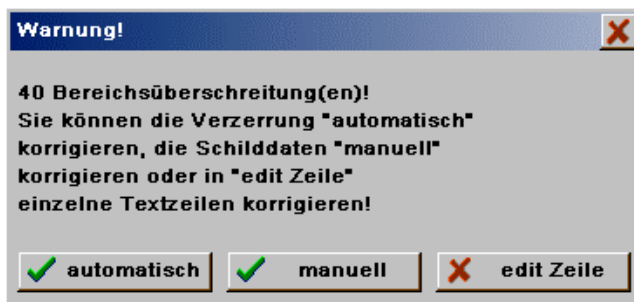 Warnung!
40 Bereichsüberschreitung(en)!
Sie können die Verzerrung "automatisch"
korrigieren, die Schilddaten "manuell"
korrigieren oder in "edit Zeile"
einzelne Textzeilen korrigieren!
automatisch manuell edit Zeile